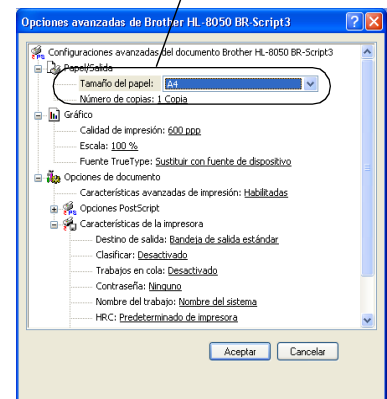 Opciones avanzadas de Brother HL-8050 BR-Script3
Configuraciones avanzadas del documento Brother HL-8050 BR-Script3
Papel/Salida
Tamaño del papel: A4
Número de copias: 1 Copia
Gráfico
Calidad de impresión: 600 ppp
Escala: 100 %
Fuente TrueType: Sustituir con fuente de dispositivo
Opciones de documento
Características avanzadas de impresión: Habilitadas
Opciones PostScript
Características de la impresora
Destino de salida: Bandeja de salida estándar
Clasificar: Desactivado
Trabajos en cola: Desactivado
Contraseña: Ninguno
Nombre del trabajo: Nombre del sistema
HRC: Predeterminado de impresora
Aceptar Cancelar